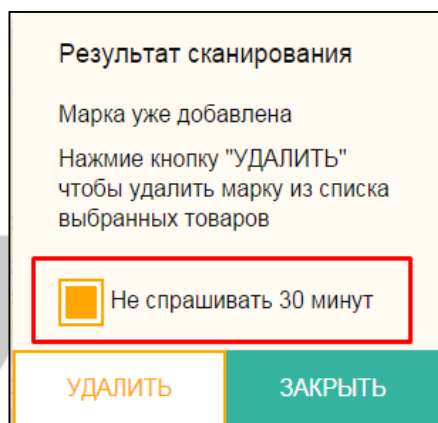 Результат сканирования
Марка уже добавлена
Нажмие кнопку "УДАЛИТЬ"
чтобы удалить марку из списка
выбранных товаров
Не спрашивать 30 минут
УДАЛИТЬ
ЗАКРЫТЬ